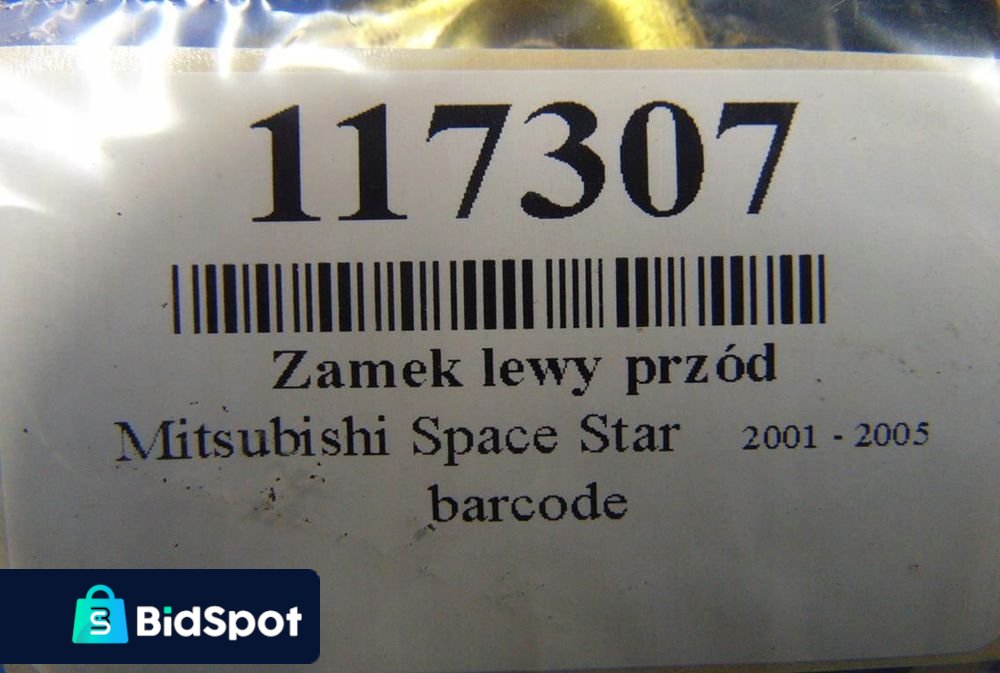 117307
Zamek lewy przód
Mitsubishi Space Star 2001 - 2005
barcode
BidSpot